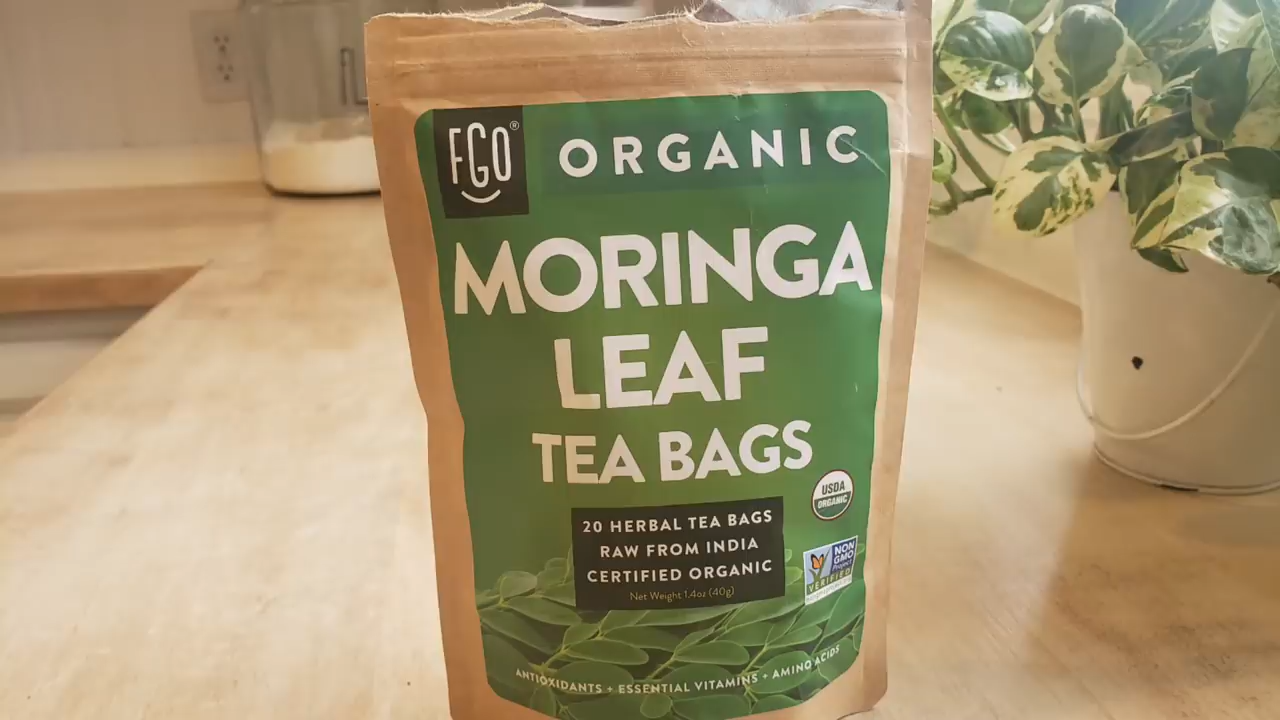 FGO®
ORGANIC
MORINGA
LEAF
TEA BAGS
USDA
ORGANIC
20 HERBAL TEA BAGS
RAW FROM INDIA
CERTIFIED ORGANIC
Net Weight 1.4oz (40g)
NON
GMO
Project
VERIFIED
ANTIOXIDANTS + ESSENTIAL VITAMINS + AMINO ACIDS